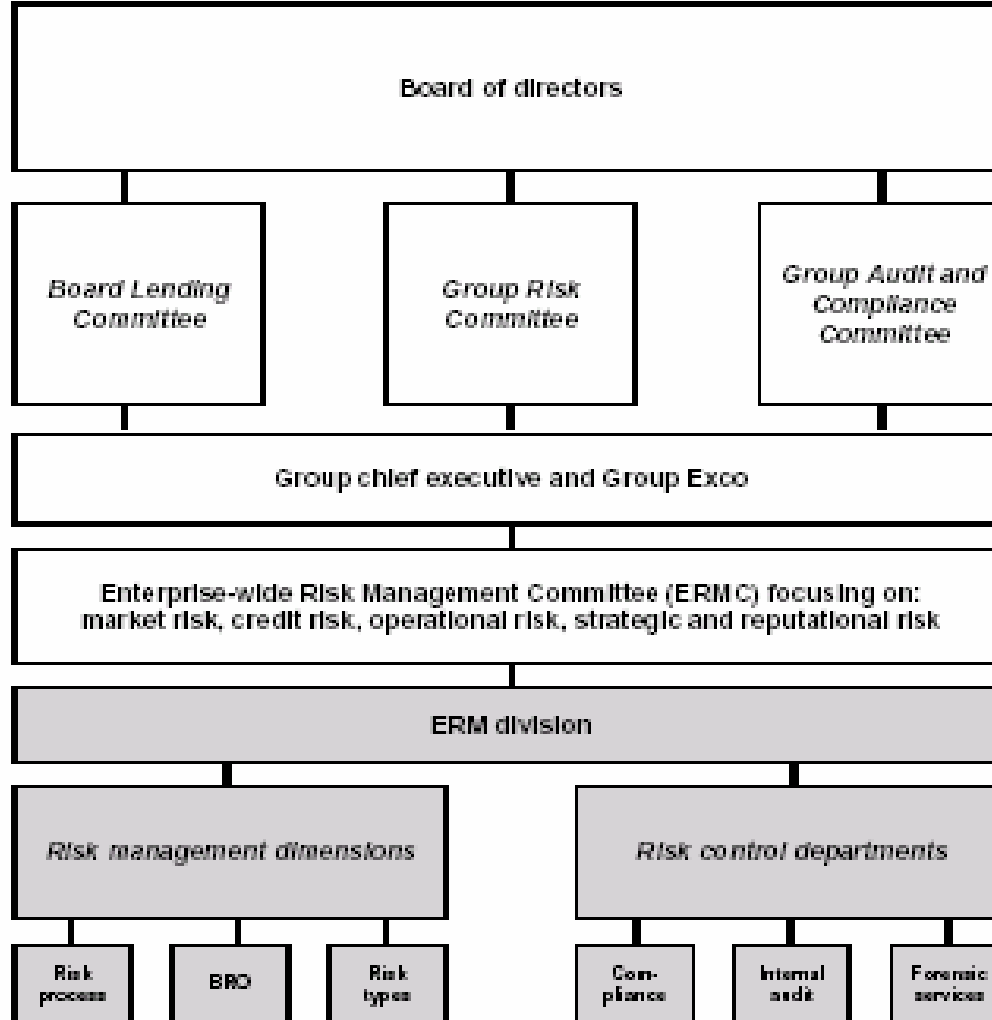 Board of directors
Board Lending
Committee
Group Risk
Committee
Group Audit and
Compliance
Committee
Group chief executive and Group Exco
Enterprise-wide Risk Management Committee (ERMC) focusing on:
market risk, credit risk, operational risk, strategic and reputational risk
ERM division
Risk management dimensions
Risk control departments
Risk
process
BRO
Risk
types
Com-
pliance
Internal
audit
Forensic
services